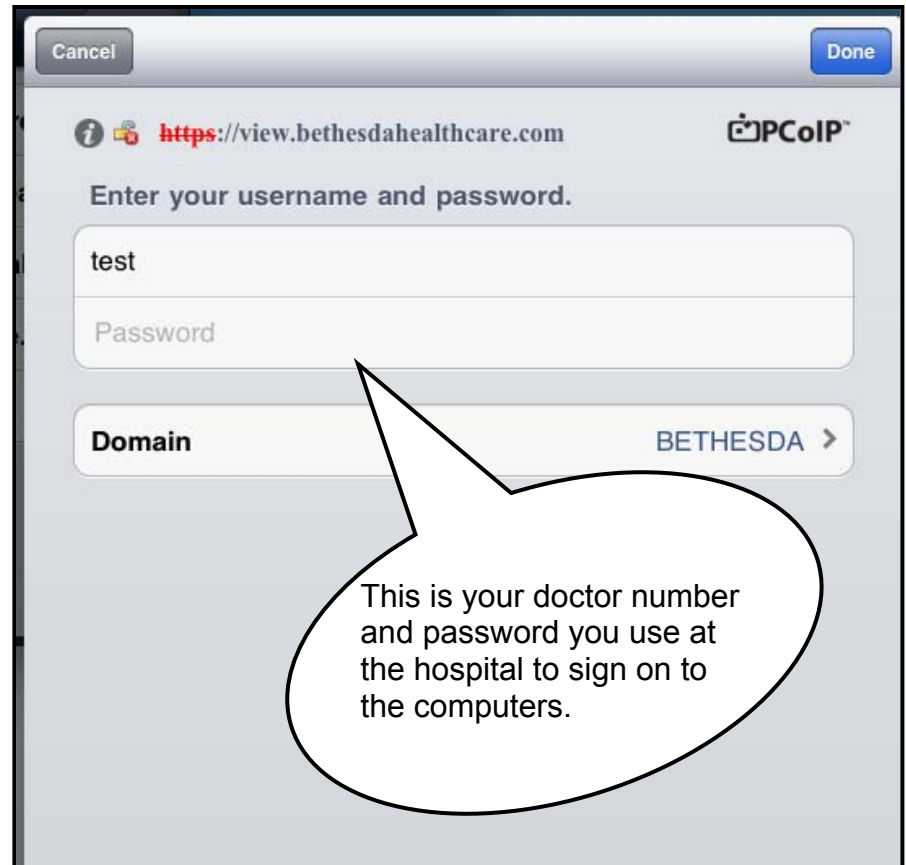 Cancel Done
https://view.bethesdahealthcare.com PCoIP™
Enter your username and password.
test
Password
Domain BETHESDA >
This is your doctor number
and password you use at
the hospital to sign on to
the computers.